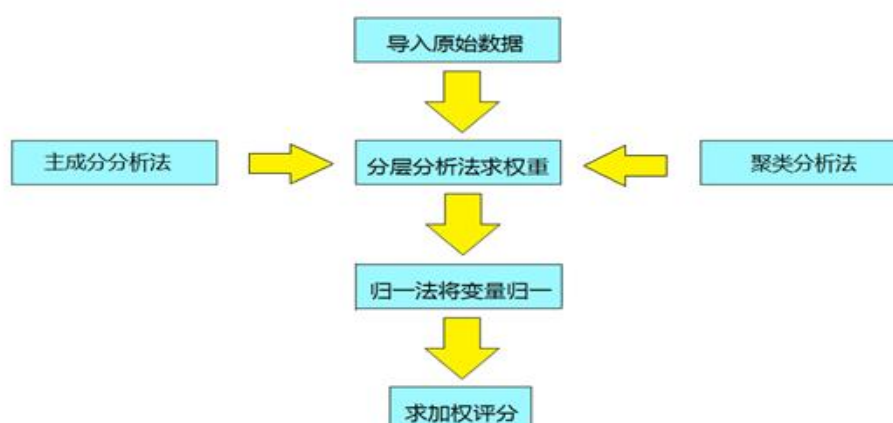 导入原始数据
主成分分析法
分层分析法求权重
聚类分析法
归一法将变量归一
求加权评分